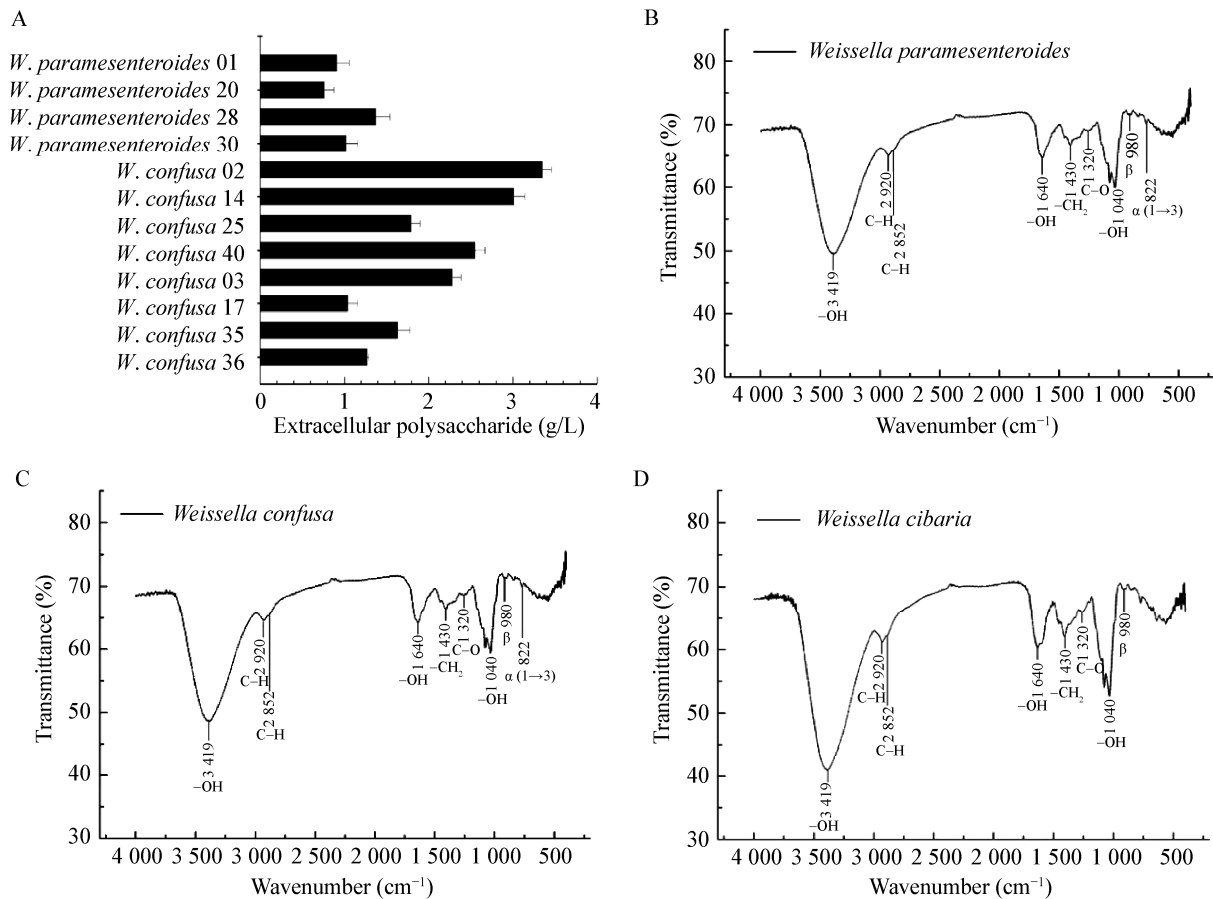 A
W. paramesenteroides 01
W. paramesenteroides 20
W. paramesenteroides 28
W. paramesenteroides 30
W. confusa 02
W. confusa 14
W. confusa 25
W. confusa 40
W. confusa 03
W. confusa 17
W. confusa 35
W. confusa 36
0 1 2 3 4
Extracellular polysaccharide (g/L)
B
Weissella paramesenteroides
80
70
60
50
40
30
Transmittance (%)
−OH 3 419
C−H 2 920
C−H 2 852
−OH 1 640
−CH₂ 1 430
C−O 1 320
−OH 1 040
β 980
α (1→3) 822
4 000 3 500 3 000 2 500 2 000 1 500 1 000 500
Wavenumber (cm⁻¹)
C
Weissella confusa
80
70
60
50
40
30
Transmittance (%)
−OH 3 419
C−H 2 920
C−H 2 852
−OH 1 640
−CH₂ 1 430
C−O 1 320
−OH 1 040
β 980
α (1→3) 822
4 000 3 500 3 000 2 500 2 000 1 500 1 000 500
Wavenumber (cm⁻¹)
D
Weissella cibaria
80
70
60
50
40
30
Transmittance (%)
−OH 3 419
C−H 2 920
C−H 2 852
−OH 1 640
−CH₂ 1 430
C−O 1 320
−OH 1 040
β 980
4 000 3 500 3 000 2 500 2 000 1 500 1 000 500
Wavenumber (cm⁻¹)